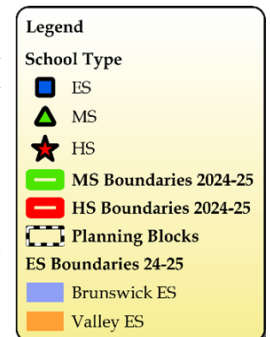 Legend
School Type
ES
MS
HS
MS Boundaries 2024-25
HS Boundaries 2024-25
Planning Blocks
ES Boundaries 24-25
Brunswick ES
Valley ES